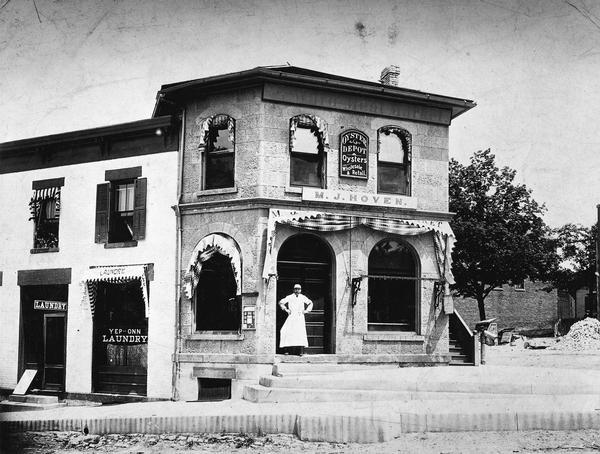 OYSTER
DEPOT
Oysters
Wholesale
& Retail.
M. J. HOVEN.
LAUNDRY
LAUNDRY
YEP-ONN
LAUNDRY